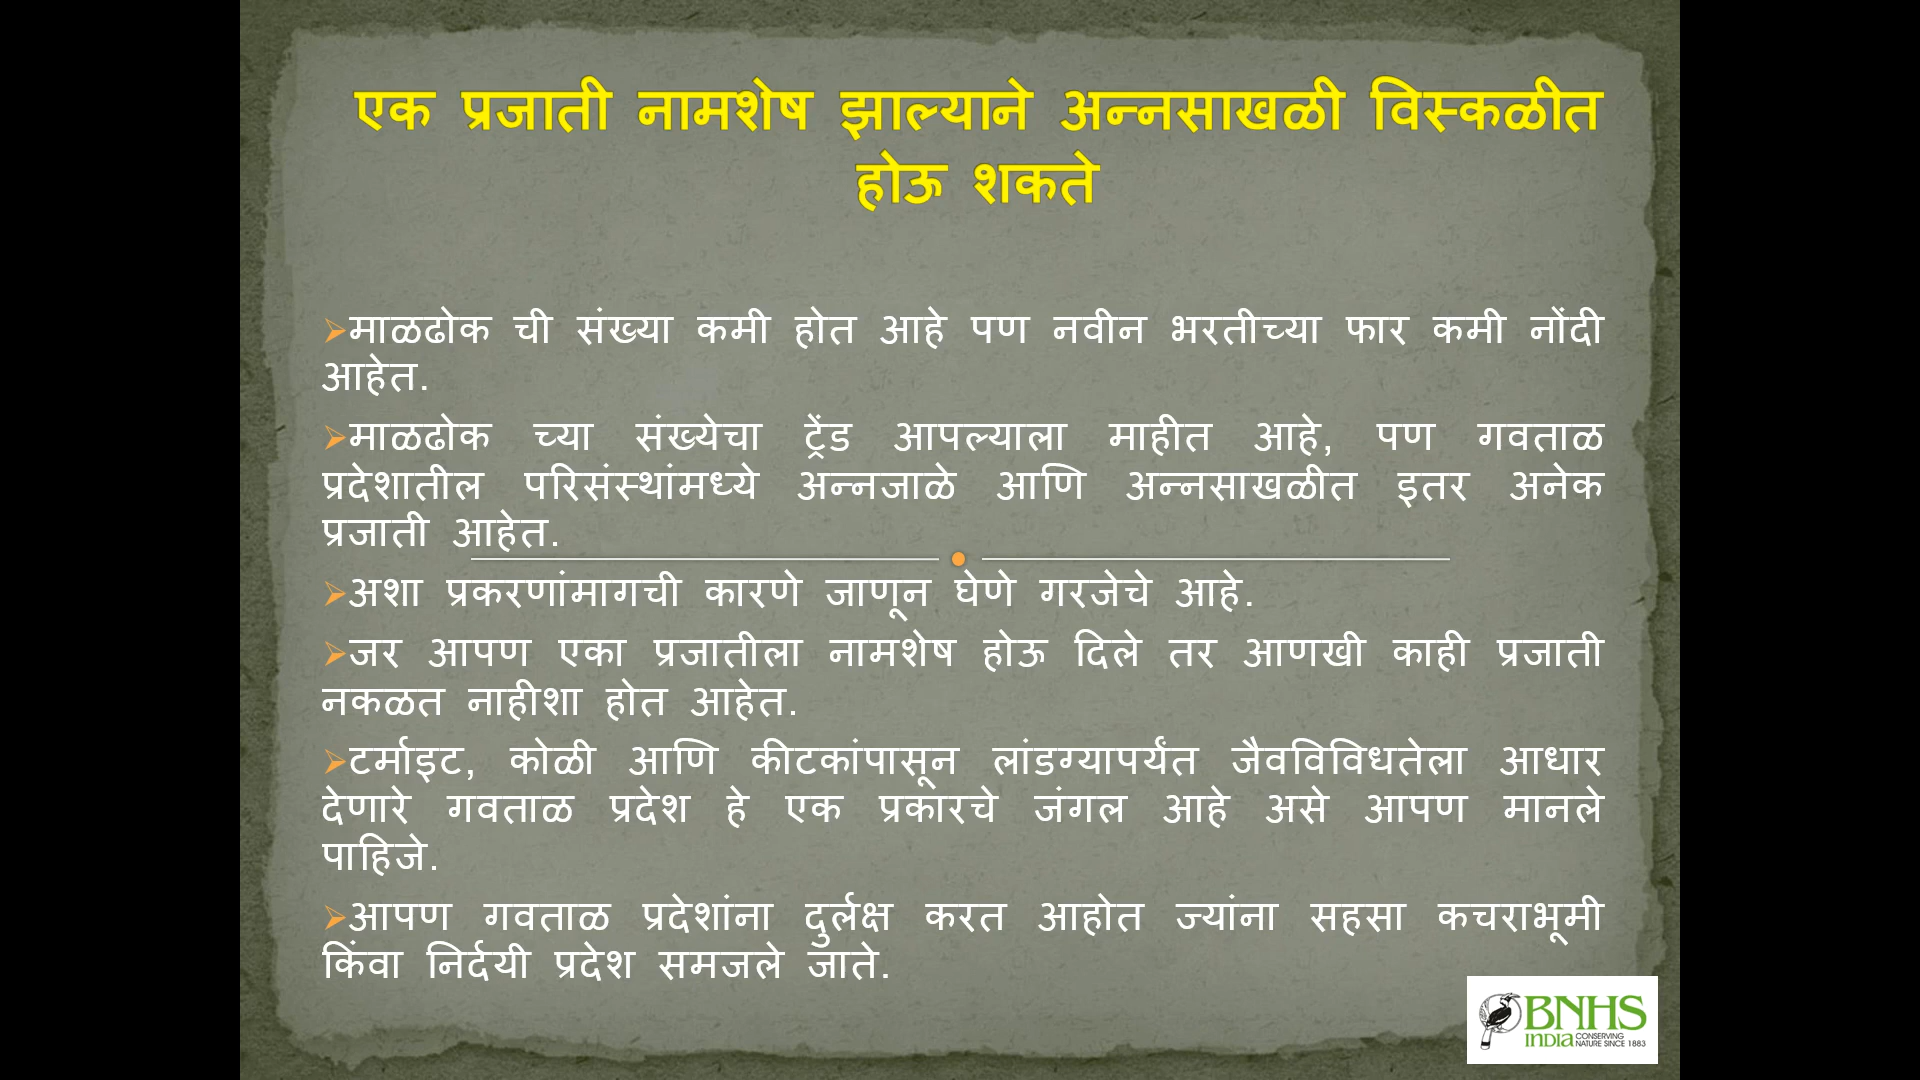 एक प्रजाती नामशेष झाल्याने अन्नसाखळी विस्कळीत
होऊ शकते
➢माळढोक ची संख्या कमी होत आहे पण नवीन भरतीच्या फार कमी नोंदी
आहेत.
➢माळढोक च्या संख्येचा ट्रेंड आपल्याला माहीत आहे, पण गवताळ
प्रदेशातील परिसंस्थांमध्ये अन्नजाळे आणि अन्नसाखळीत इतर अनेक
प्रजाती आहेत.
➢अशा प्रकरणांमागची कारणे जाणून घेणे गरजेचे आहे.
➢जर आपण एका प्रजातीला नामशेष होऊ दिले तर आणखी काही प्रजाती
नकळत नाहीशा होत आहेत.
➢टर्माइट, कोळी आणि कीटकांपासून लांडग्यापर्यंत जैवविविधतेला आधार
देणारे गवताळ प्रदेश हे एक प्रकारचे जंगल आहे असे आपण मानले
पाहिजे.
➢आपण गवताळ प्रदेशांना दुर्लक्ष करत आहोत ज्यांना सहसा कचराभूमी
किंवा निर्दयी प्रदेश समजले जाते.
BNHS
INDIA CONSERVING
NATURE SINCE 1883